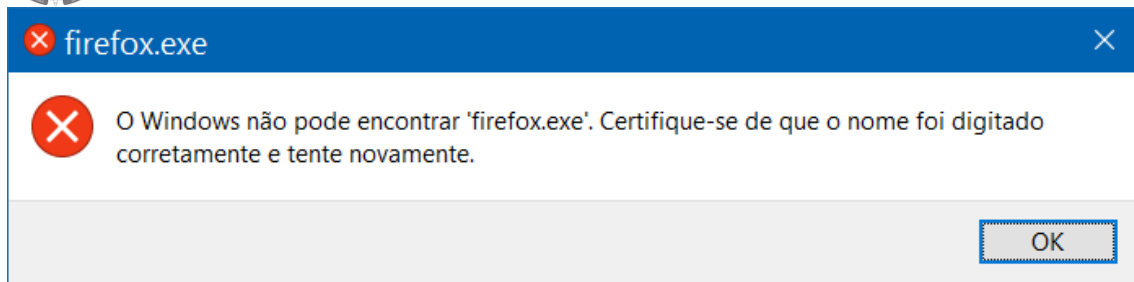 firefox.exe
O Windows não pode encontrar 'firefox.exe'. Certifique-se de que o nome foi digitado
corretamente e tente novamente.
OK